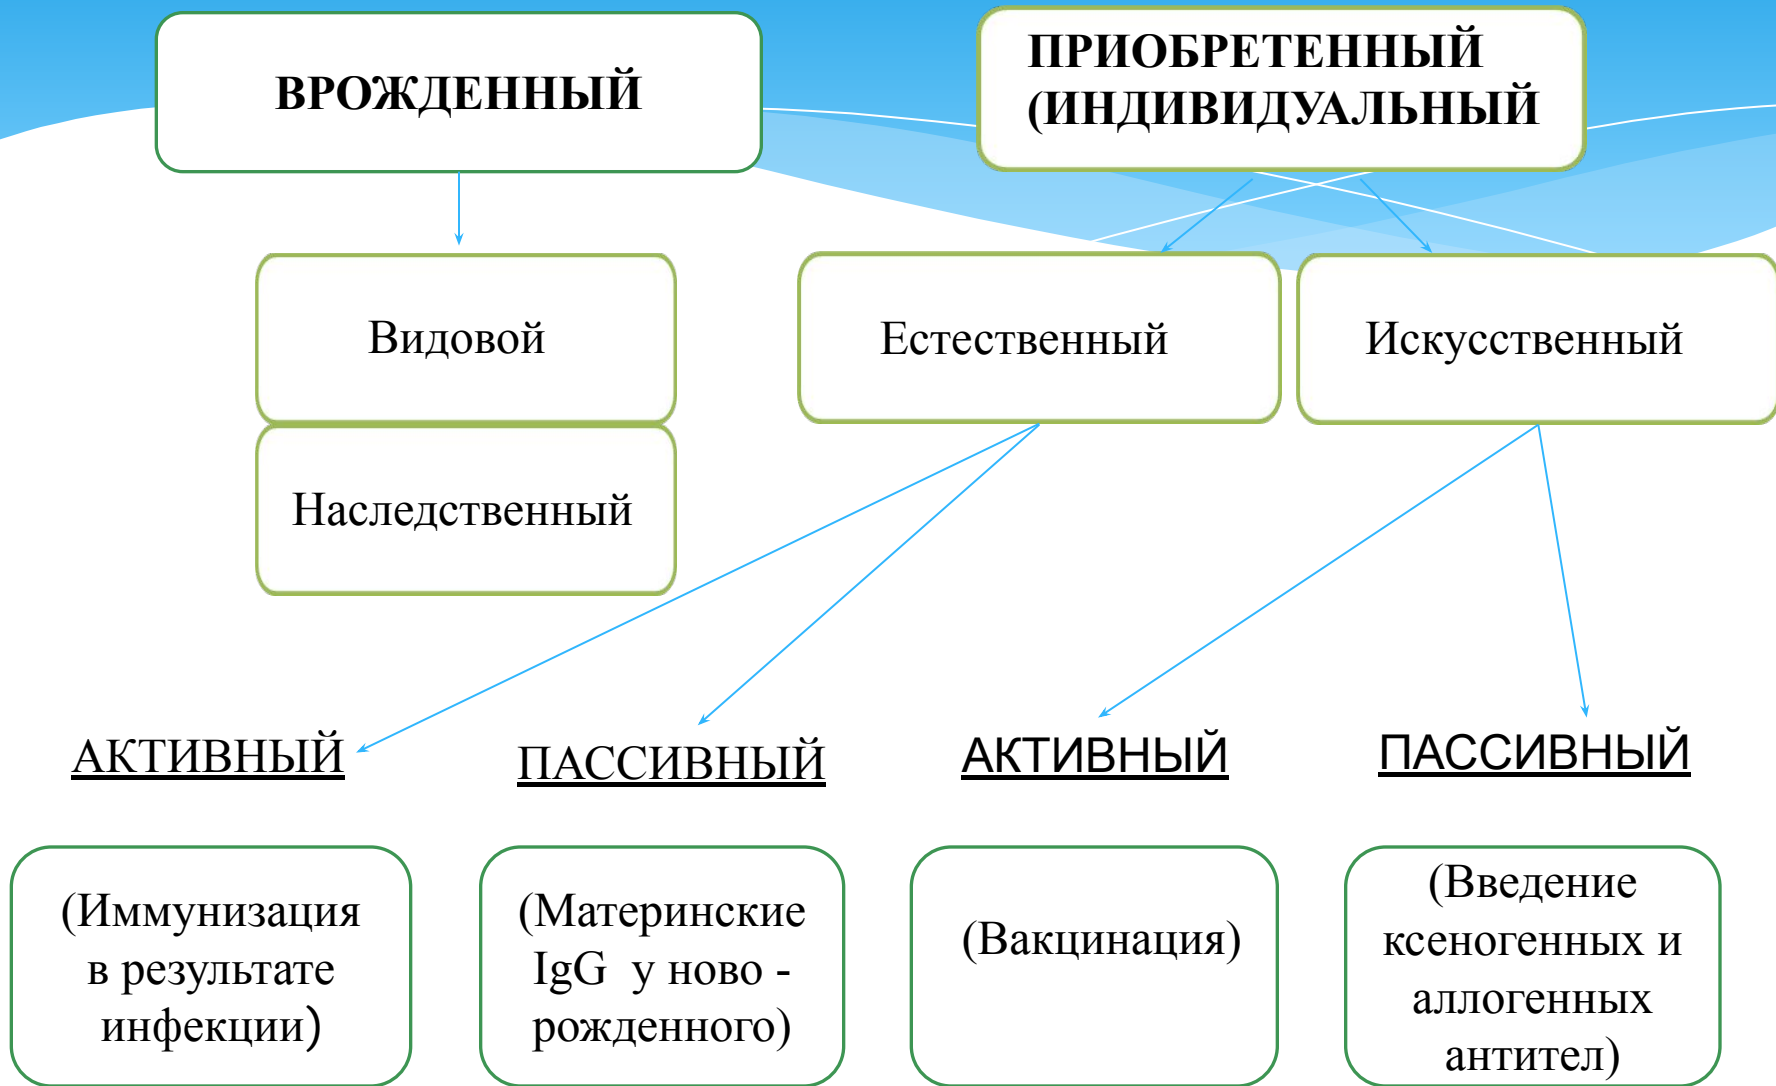 ВРОЖДЕННЫЙ
ПРИОБРЕТЕННЫЙ
(ИНДИВИДУАЛЬНЫЙ
Видовой
Естественный
Искусственный
Наследственный
АКТИВНЫЙ
ПАССИВНЫЙ
АКТИВНЫЙ
ПАССИВНЫЙ
(Иммунизация
в результате
инфекции)
(Материнские
IgG у ново -
рожденного)
(Вакцинация)
(Введение
ксеногенных и
аллогенных
антител)